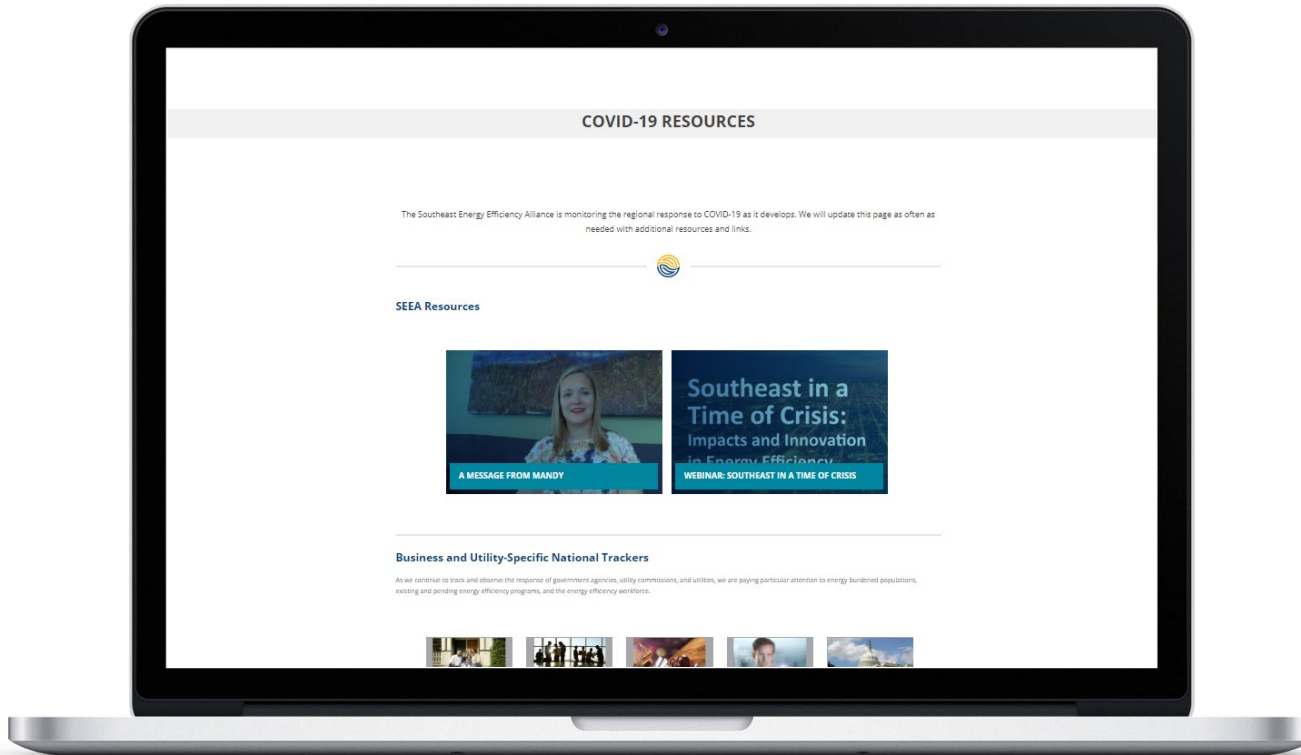 COVID-19 RESOURCES
The Southeast Energy Efficiency Alliance is monitoring the regional response to COVID-19 as it develops. We will update this page as often as
needed with additional resources and links.
SEEA Resources
Southeast in a
Time of Crisis:
Impacts and Innovation
in Energy Efficiency
A MESSAGE FROM MANDY
WEBINAR: SOUTHEAST IN A TIME OF CRISIS
Business and Utility-Specific National Trackers
As we continue to track and observe the response of government agencies, utility commissions, and utilities, we are paying particular attention to energy burdened populations,
existing and pending energy efficiency programs, and the energy efficiency workforce.